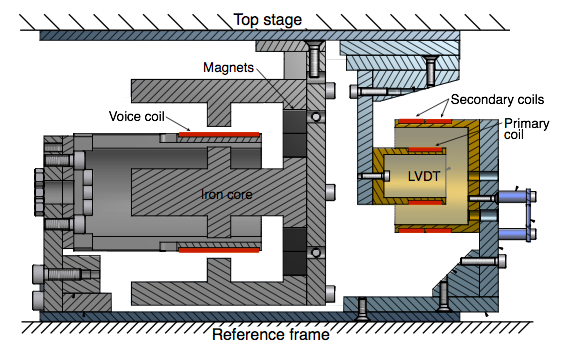 Top stage
Magnets
Secondary coils
Voice coil
Primary
coil
LVDT
Iron core
Reference frame